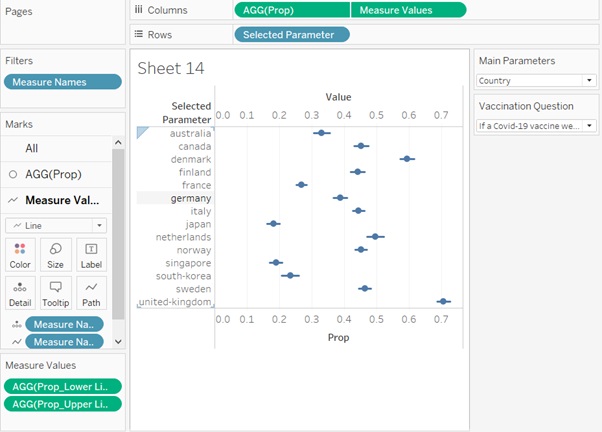 Pages
Columns
AGG(Prop)
Measure Values
Rows
Selected Parameter
Filters
Measure Names
Marks
All
AGG(Prop)
Measure Val...
Line
Color
Size
Label
Detail
Tooltip
Path
Measure Na..
Measure Na..
Measure Values
AGG(Prop_Lower Li..
AGG(Prop_Upper Li..
Sheet 14
Value
Selected
Parameter
0.0 0.1 0.2 0.3 0.4 0.5 0.6 0.7
australia
canada
denmark
finland
france
germany
italy
japan
netherlands
norway
singapore
south-korea
sweden
united-kingdom
0.0 0.1 0.2 0.3 0.4 0.5 0.6 0.7
Prop
Main Parameters
Country
Vaccination Question
If a Covid-19 vaccine we...